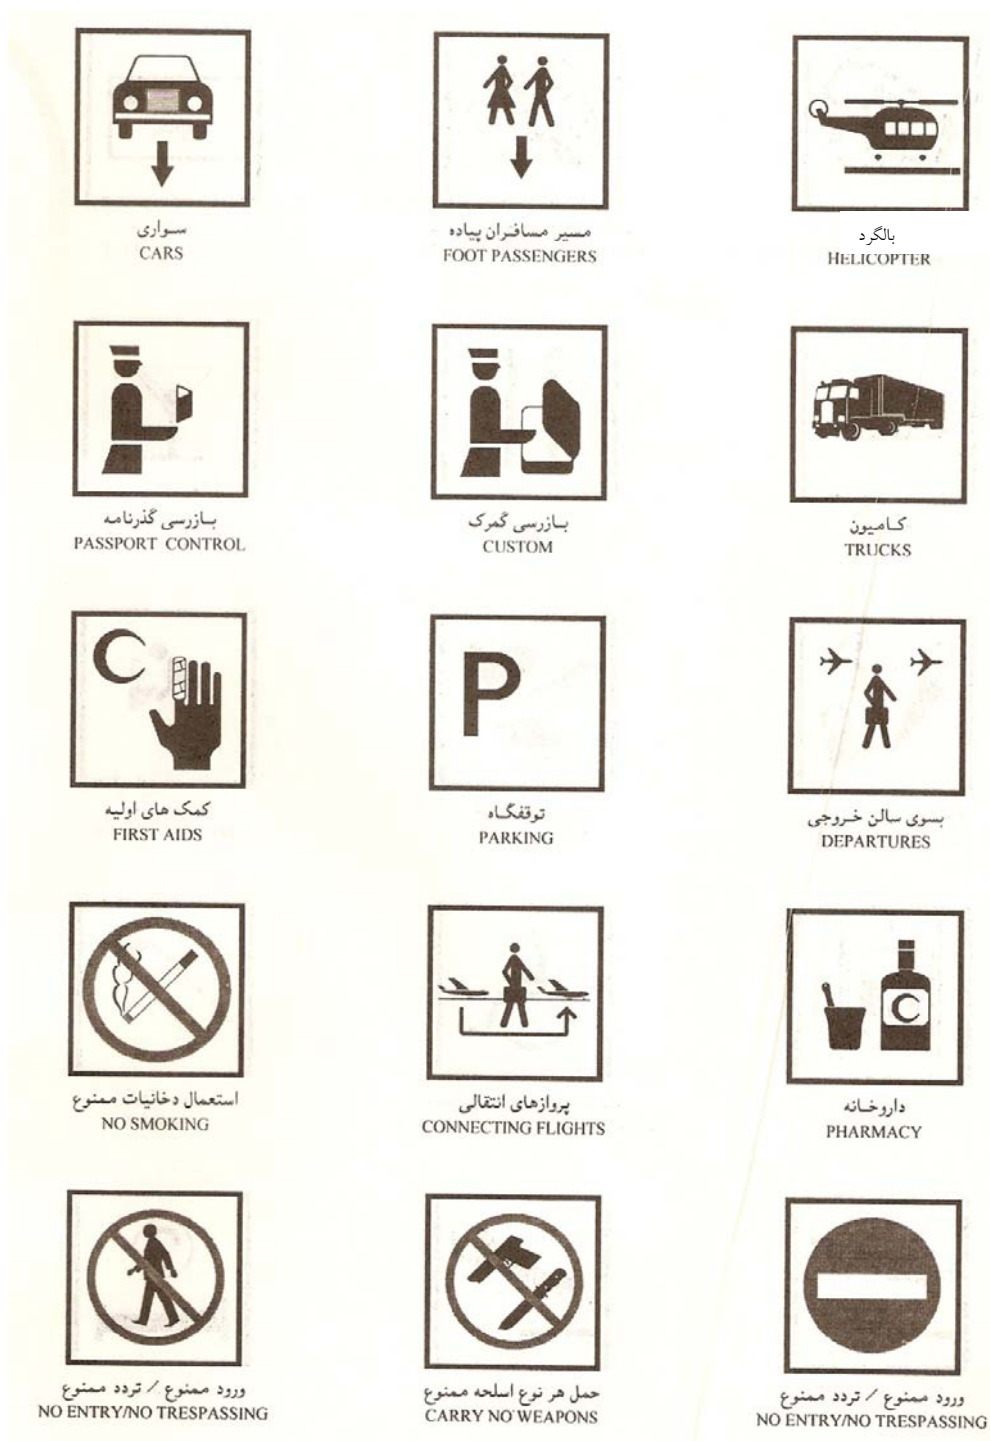 سواری
CARS
مسیر مسافران پیاده
FOOT PASSENGERS
بالگرد
HELICOPTER
بازرسی گذرنامه
PASSPORT CONTROL
بازرسی گمرک
CUSTOM
کامیون
TRUCKS
کمک های اولیه
FIRST AIDS
P
توقفگاه
PARKING
بسوی سالن خروجی
DEPARTURES
استعمال دخانیات ممنوع
NO SMOKING
پروازهای انتقالی
CONNECTING FLIGHTS
داروخانه
PHARMACY
ورود ممنوع / تردد ممنوع
NO ENTRY/NO TRESPASSING
حمل هر نوع اسلحه ممنوع
CARRY NO WEAPONS
ورود ممنوع / تردد ممنوع
NO ENTRY/NO TRESPASSING